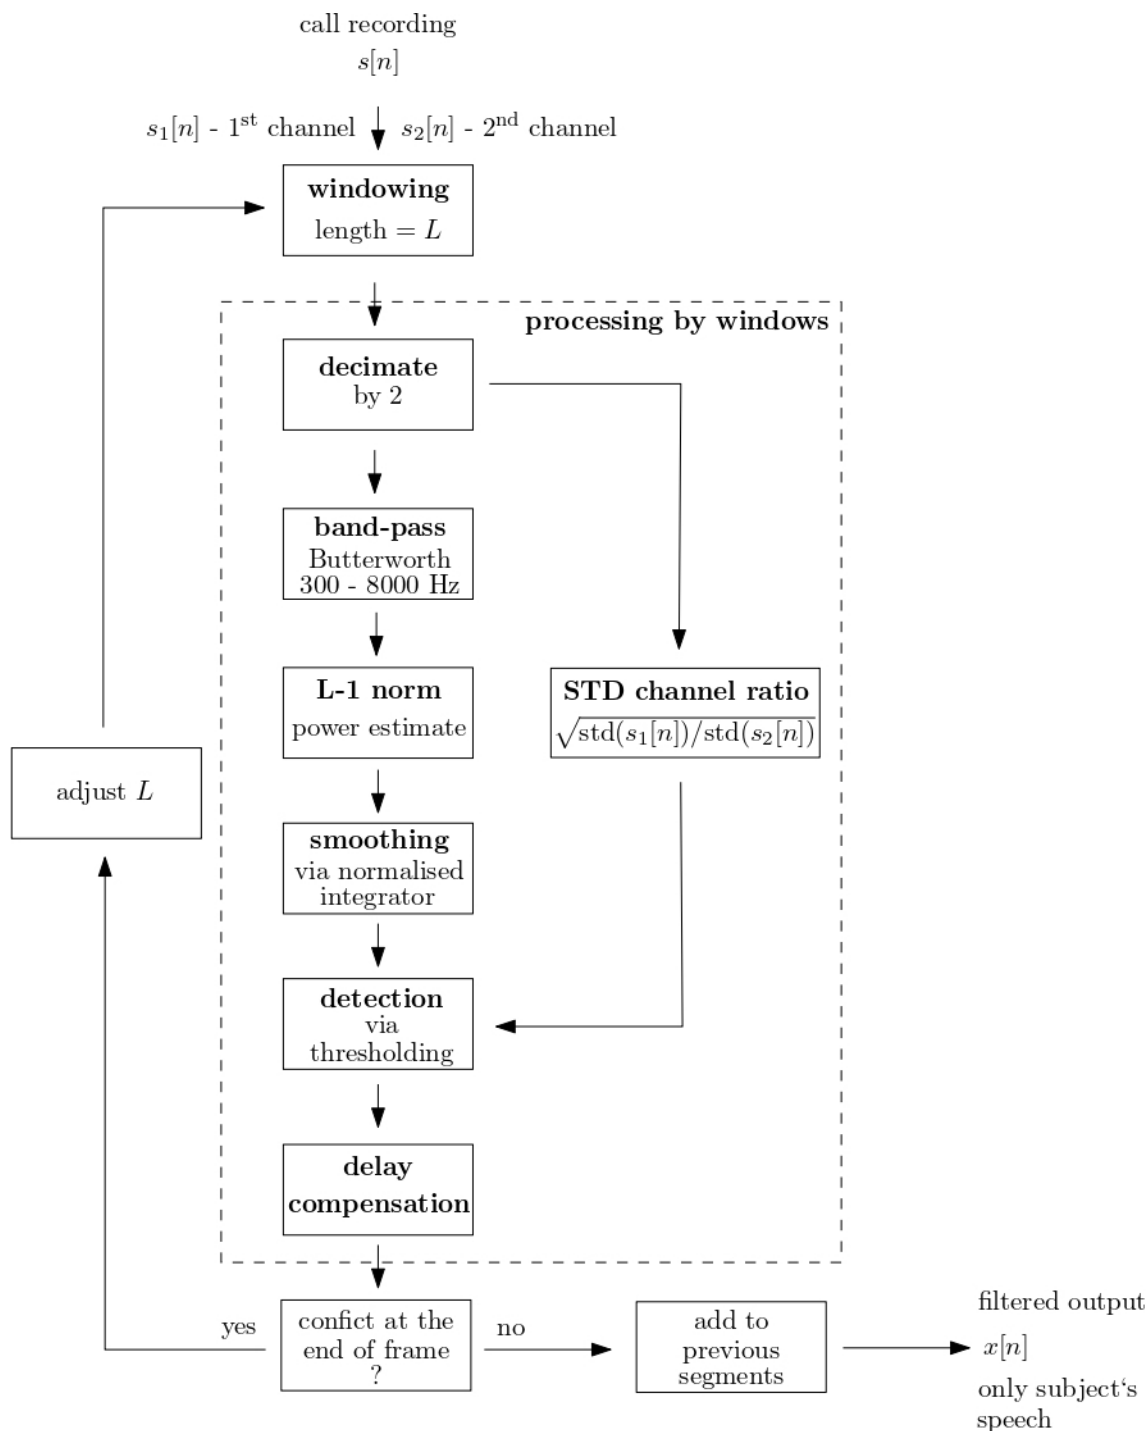 call recording
s[n]
s₁[n] - 1ˢᵗ channel
s₂[n] - 2ⁿᵈ channel
windowing
length = L
processing by windows
decimate
by 2
band-pass
Butterworth
300 - 8000 Hz
L-1 norm
power estimate
STD channel ratio
√std(s₁[n])/std(s₂[n])
adjust L
smoothing
via normalised
integrator
detection
via
thresholding
delay
compensation
yes
confict at the
end of frame
?
no
add to
previous
segments
filtered output
x[n]
only subject‘s
speech